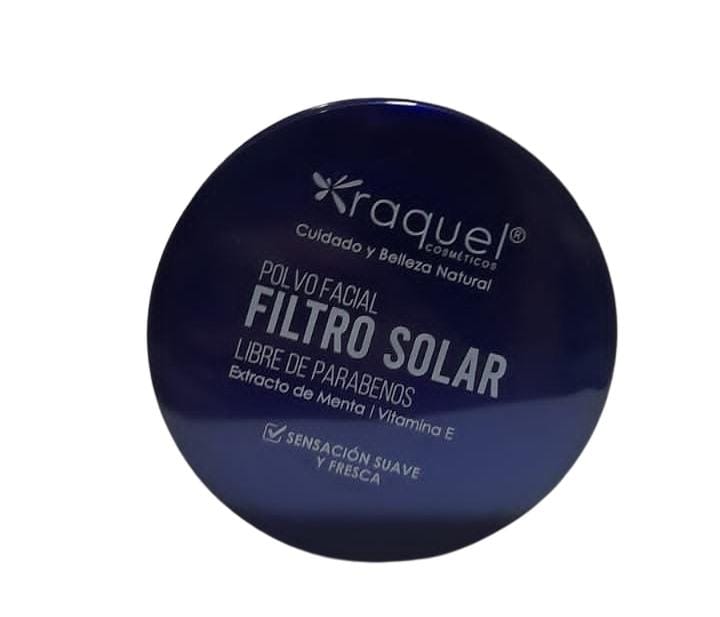 raquel®
COSMÉTICOS
Cuidado y Belleza Natural
POLVO FACIAL
FILTRO SOLAR
LIBRE DE PARABENOS
Extracto de Menta | Vitamina E
SENSACIÓN SUAVE
Y FRESCA